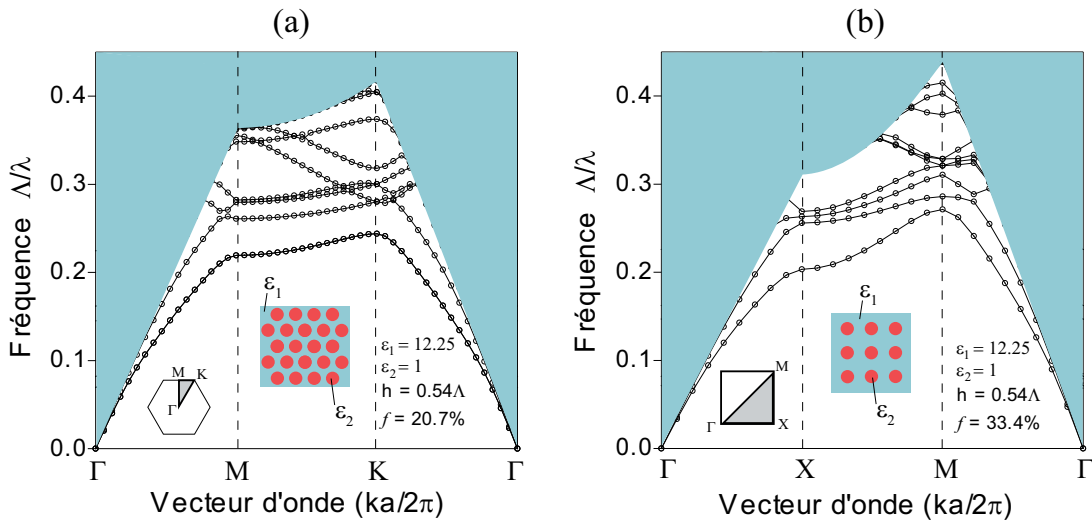 (a)
(b)
Fréquence Λ/λ
0.4
0.3
0.2
0.1
0.0
ε₁
ε₂
ε₁ = 12.25
ε₂ = 1
h = 0.54Λ
f = 20.7%
M K
Γ
Γ M K Γ
Vecteur d'onde (ka/2π)
Fréquence Λ/λ
0.4
0.3
0.2
0.1
0.0
ε₁
ε₂
ε₁ = 12.25
ε₂ = 1
h = 0.54Λ
f = 33.4%
M
Γ X
Γ X M Γ
Vecteur d'onde (ka/2π)